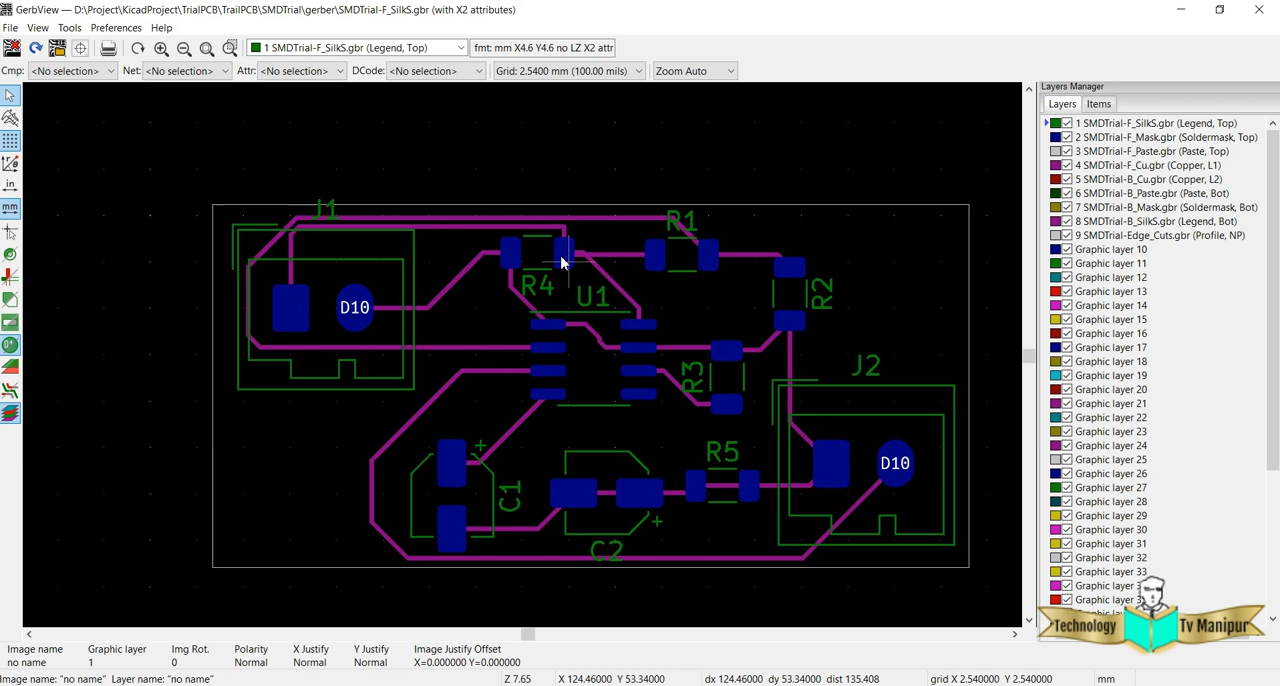 GerbView — D:\Project\KicadProject\TrialPCB\TrailPCB\SMDTrial\gerber\SMDTrial-F_SilkS.gbr (with X2 attributes)
File View Tools Preferences Help
1 SMDTrial-F_SilkS.gbr (Legend, Top) fmt: mm X4.6 Y4.6 no LZ X2 attr
Cmp: <No selection> Net: <No selection> Attr: <No selection> DCode: <No selection> Grid: 2.5400 mm (100.00 mils) Zoom Auto
Layers Manager
Layers Items
1 SMDTrial-F_SilkS.gbr (Legend, Top)
2 SMDTrial-F_Mask.gbr (Soldermask, Top)
3 SMDTrial-F_Paste.gbr (Paste, Top)
4 SMDTrial-F_Cu.gbr (Copper, L1)
5 SMDTrial-B_Cu.gbr (Copper, L2)
6 SMDTrial-B_Paste.gbr (Paste, Bot)
7 SMDTrial-B_Mask.gbr (Soldermask, Bot)
8 SMDTrial-B_SilkS.gbr (Legend, Bot)
9 SMDTrial-Edge_Cuts.gbr (Profile, NP)
Graphic layer 10
Graphic layer 11
Graphic layer 12
Graphic layer 13
Graphic layer 14
Graphic layer 15
Graphic layer 16
Graphic layer 17
Graphic layer 18
Graphic layer 19
Graphic layer 20
Graphic layer 21
Graphic layer 22
Graphic layer 23
Graphic layer 24
Graphic layer 25
Graphic layer 26
Graphic layer 27
Graphic layer 28
Graphic layer 29
Graphic layer 30
Graphic layer 31
Graphic layer 32
Graphic layer 33
Graphic layer
Graphic layer
in
mm
J1
R1
R4
U1
R2
D10
R3
J2
C1
R5
D10
C2
Technology Tv Manipur
Image name Graphic layer Img Rot. Polarity X Justify Y Justify Image Justify Offset
no name 1 0 Normal Normal Normal X=0.000000 Y=0.000000
Image name: "no name" Layer name: "no name" Z 7.65 X 124.46000 Y 53.34000 dx 124.46000 dy 53.34000 dist 135.408 grid X 2.540000 Y 2.540000 mm